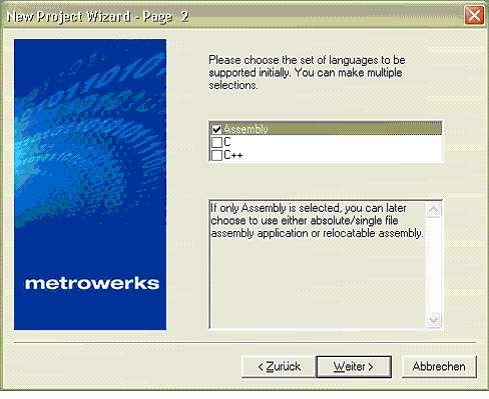 New Project Wizard - Page 2
Please choose the set of languages to be
supported initially. You can make multiple
selections.
Assembly
C
C++
If only Assembly is selected, you can later
choose to use either absolute/single file
assembly application or relocatable assembly.
metrowerks
< Zurück
Weiter >
Abbrechen